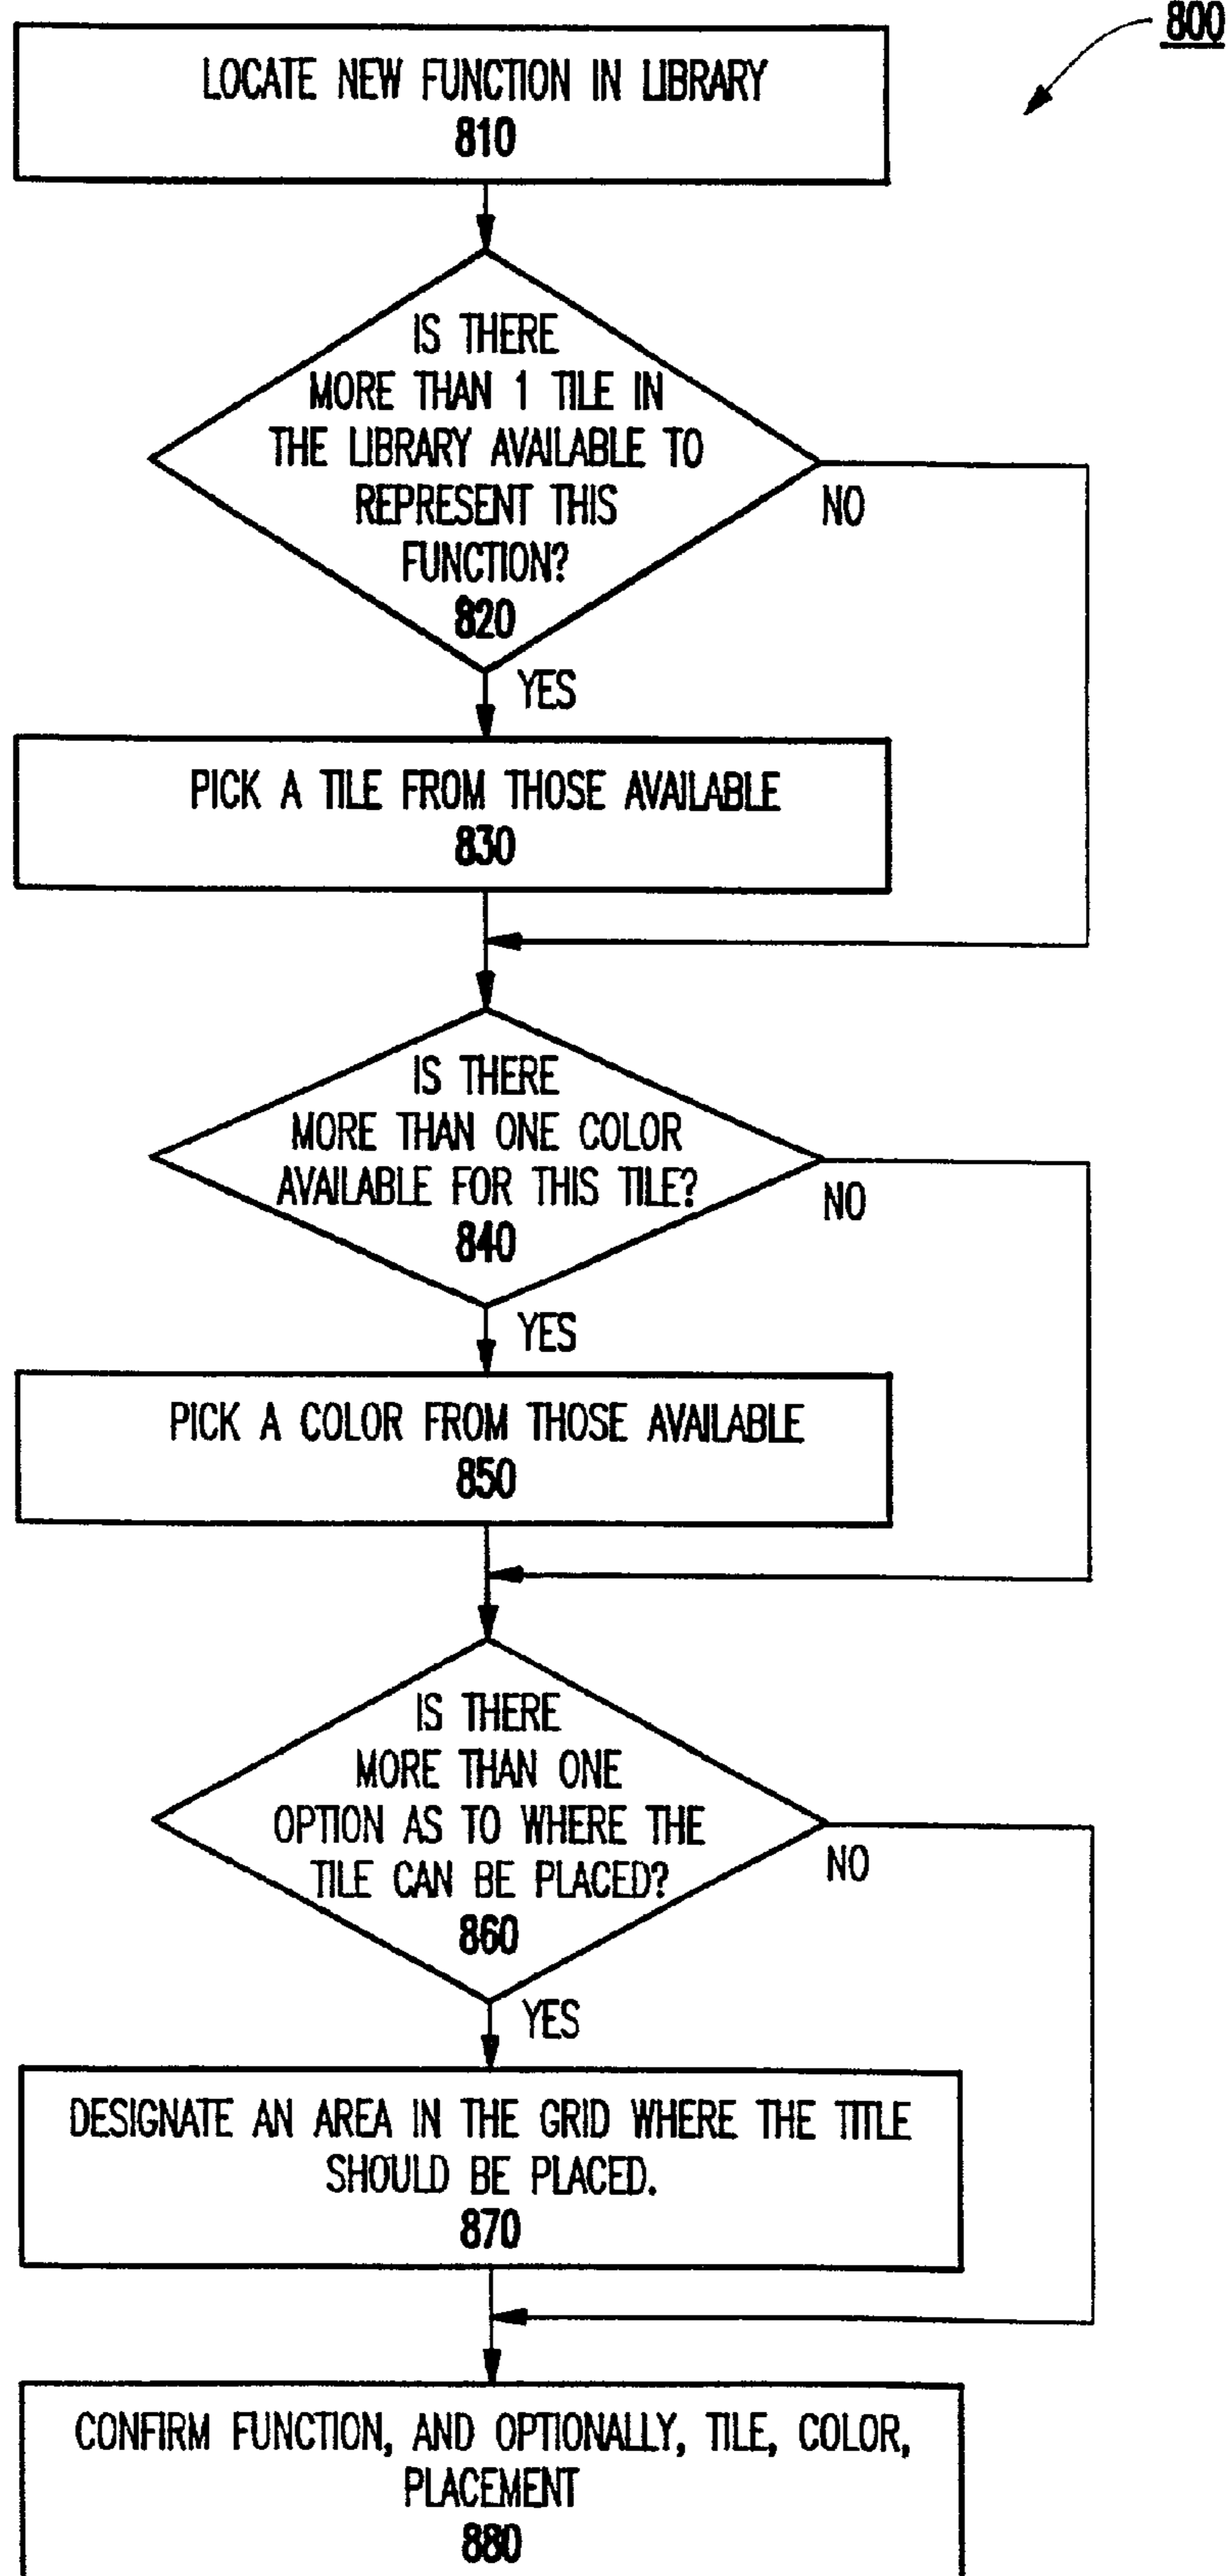 800
LOCATE NEW FUNCTION IN LIBRARY
810
IS THERE
MORE THAN 1 TILE IN
THE LIBRARY AVAILABLE TO
REPRESENT THIS
FUNCTION?
820
NO
YES
PICK A TILE FROM THOSE AVAILABLE
830
IS THERE
MORE THAN ONE COLOR
AVAILABLE FOR THIS TILE?
840
NO
YES
PICK A COLOR FROM THOSE AVAILABLE
850
IS THERE
MORE THAN ONE
OPTION AS TO WHERE THE
TILE CAN BE PLACED?
860
NO
YES
DESIGNATE AN AREA IN THE GRID WHERE THE TITLE
SHOULD BE PLACED.
870
CONFIRM FUNCTION, AND OPTIONALLY, TILE, COLOR,
PLACEMENT
880